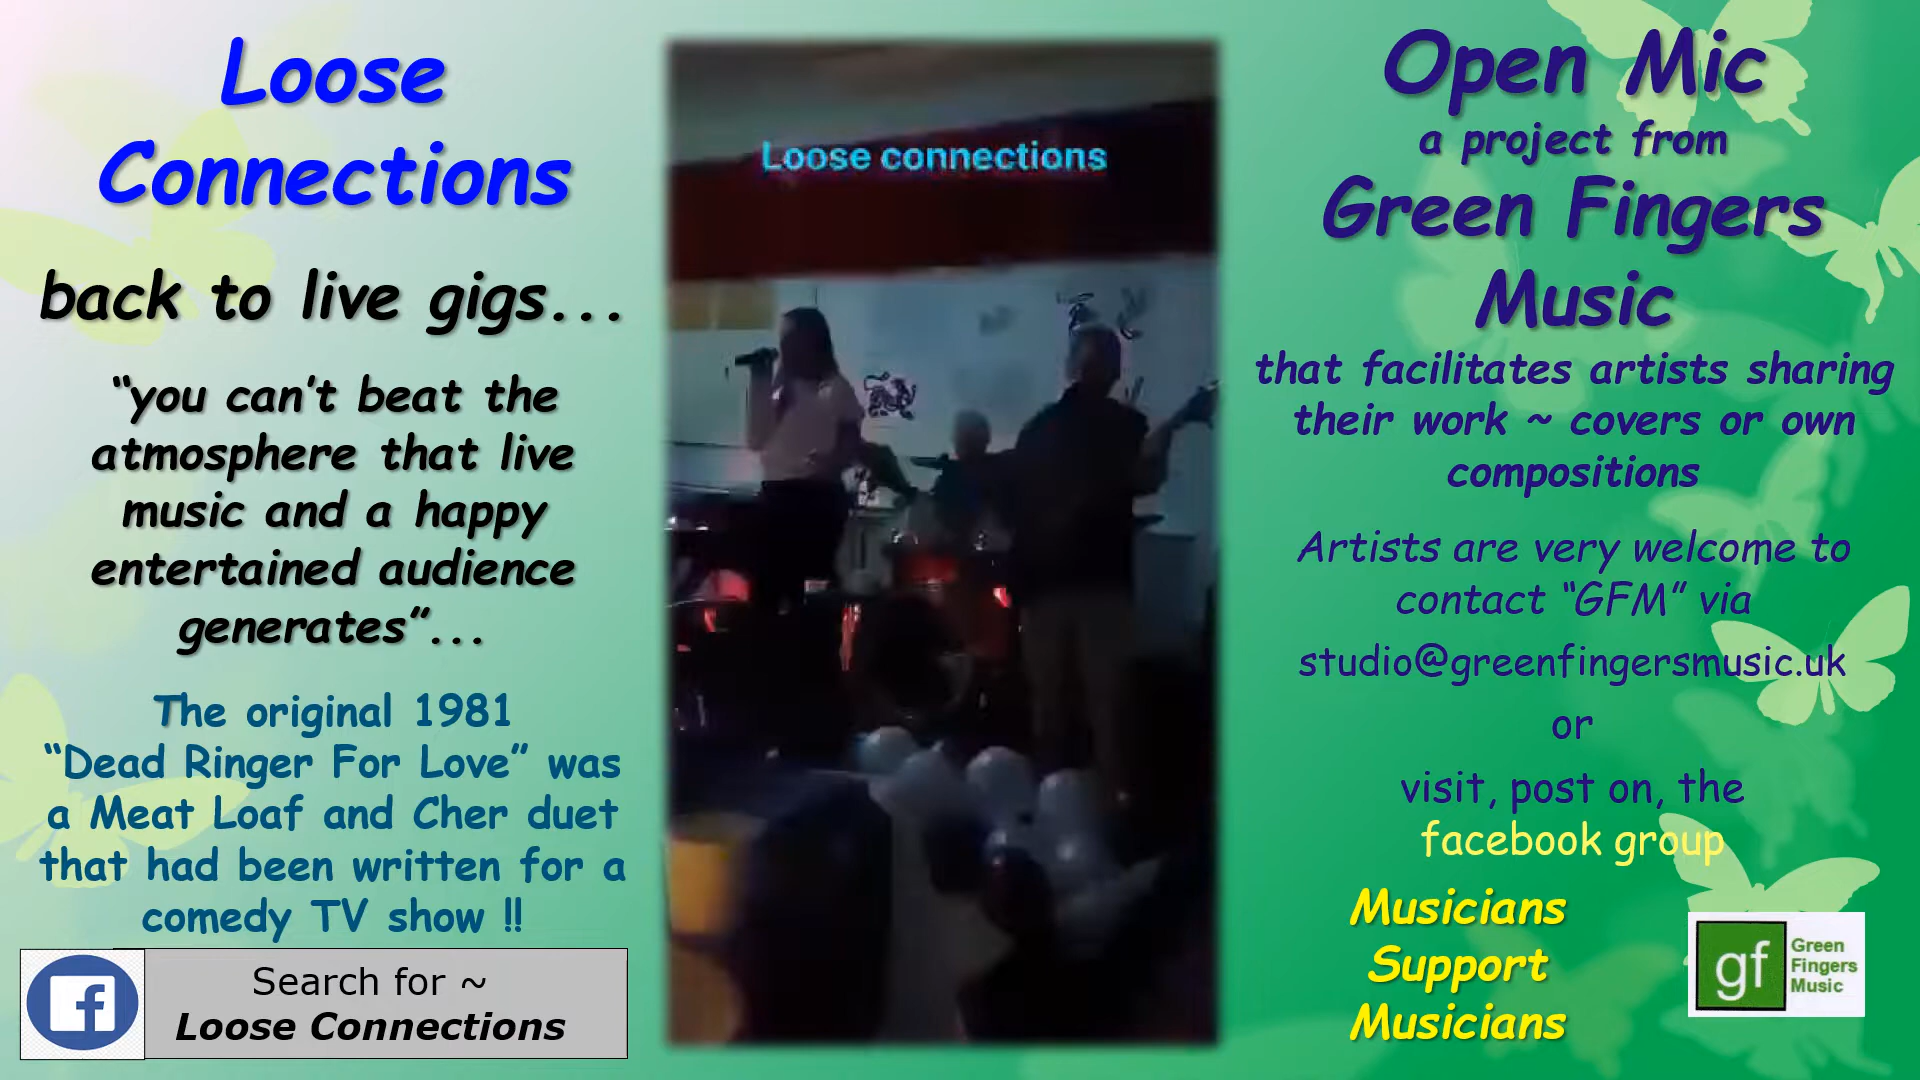 Loose
Connections
back to live gigs...
“you can’t beat the
atmosphere that live
music and a happy
entertained audience
generates”...
The original 1981
“Dead Ringer For Love” was
a Meat Loaf and Cher duet
that had been written for a
comedy TV show !!
Search for ~
Loose Connections
Loose connections
Open Mic
a project from
Green Fingers
Music
that facilitates artists sharing
their work ~ covers or own
compositions
Artists are very welcome to
contact “GFM” via
studio@greenfingersmusic.uk
or
visit, post on, the
facebook group
Musicians
Support
Musicians
gf
Green
Fingers
Music